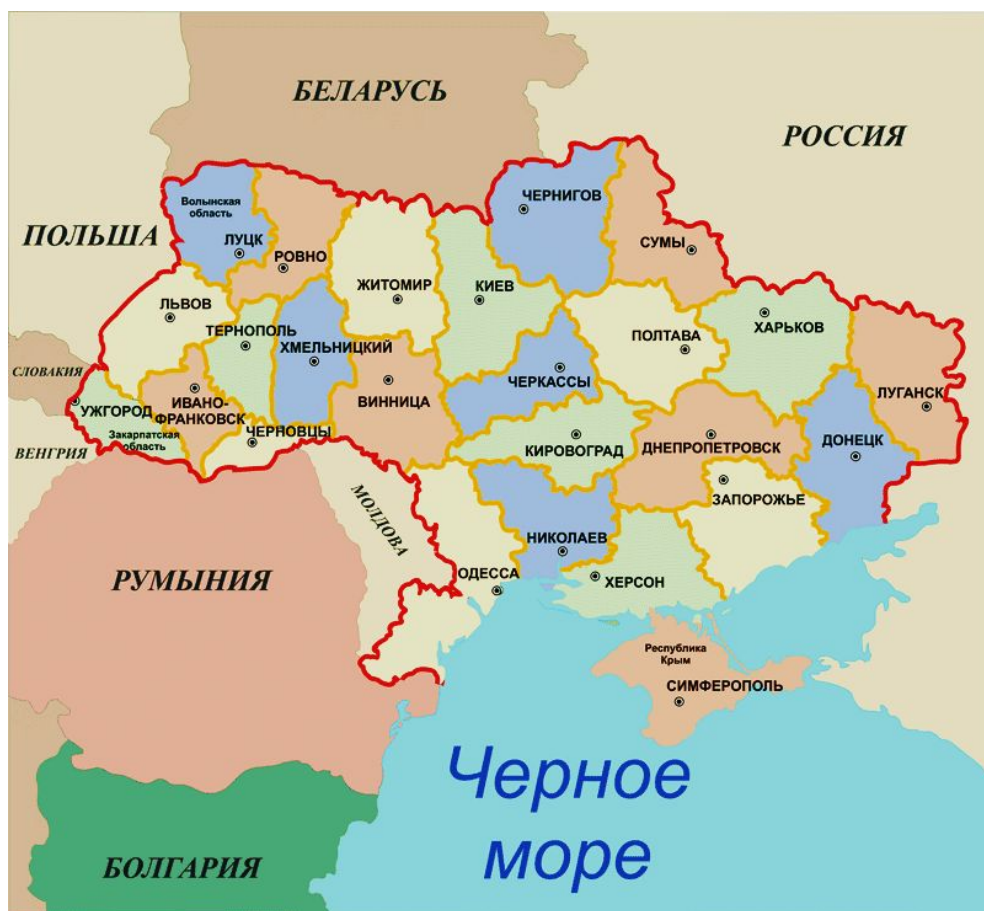 БЕЛАРУСЬ
РОССИЯ
ПОЛЬША
Волынская
область
ЛУЦК
РОВНО
ЖИТОМИР
КИЕВ
ЧЕРНИГОВ
СУМЫ
ЛЬВОВ
ТЕРНОПОЛЬ
ХМЕЛЬНИЦКИЙ
ВИННИЦА
ЧЕРКАССЫ
ПОЛТАВА
ХАРЬКОВ
ЛУГАНСК
СЛОВАКИЯ
УЖГОРОД
Закарпатская
область
ИВАНО-
ФРАНКОВСК
ЧЕРНОВЦЫ
КИРОВОГРАД
ДНЕПРОПЕТРОВСК
ДОНЕЦК
ВЕНГРИЯ
МОЛДОВА
ЗАПОРОЖЬЕ
НИКОЛАЕВ
ОДЕССА
ХЕРСОН
РУМЫНИЯ
Республика
Крым
СИМФЕРОПОЛЬ
Черное
море
БОЛГАРИЯ